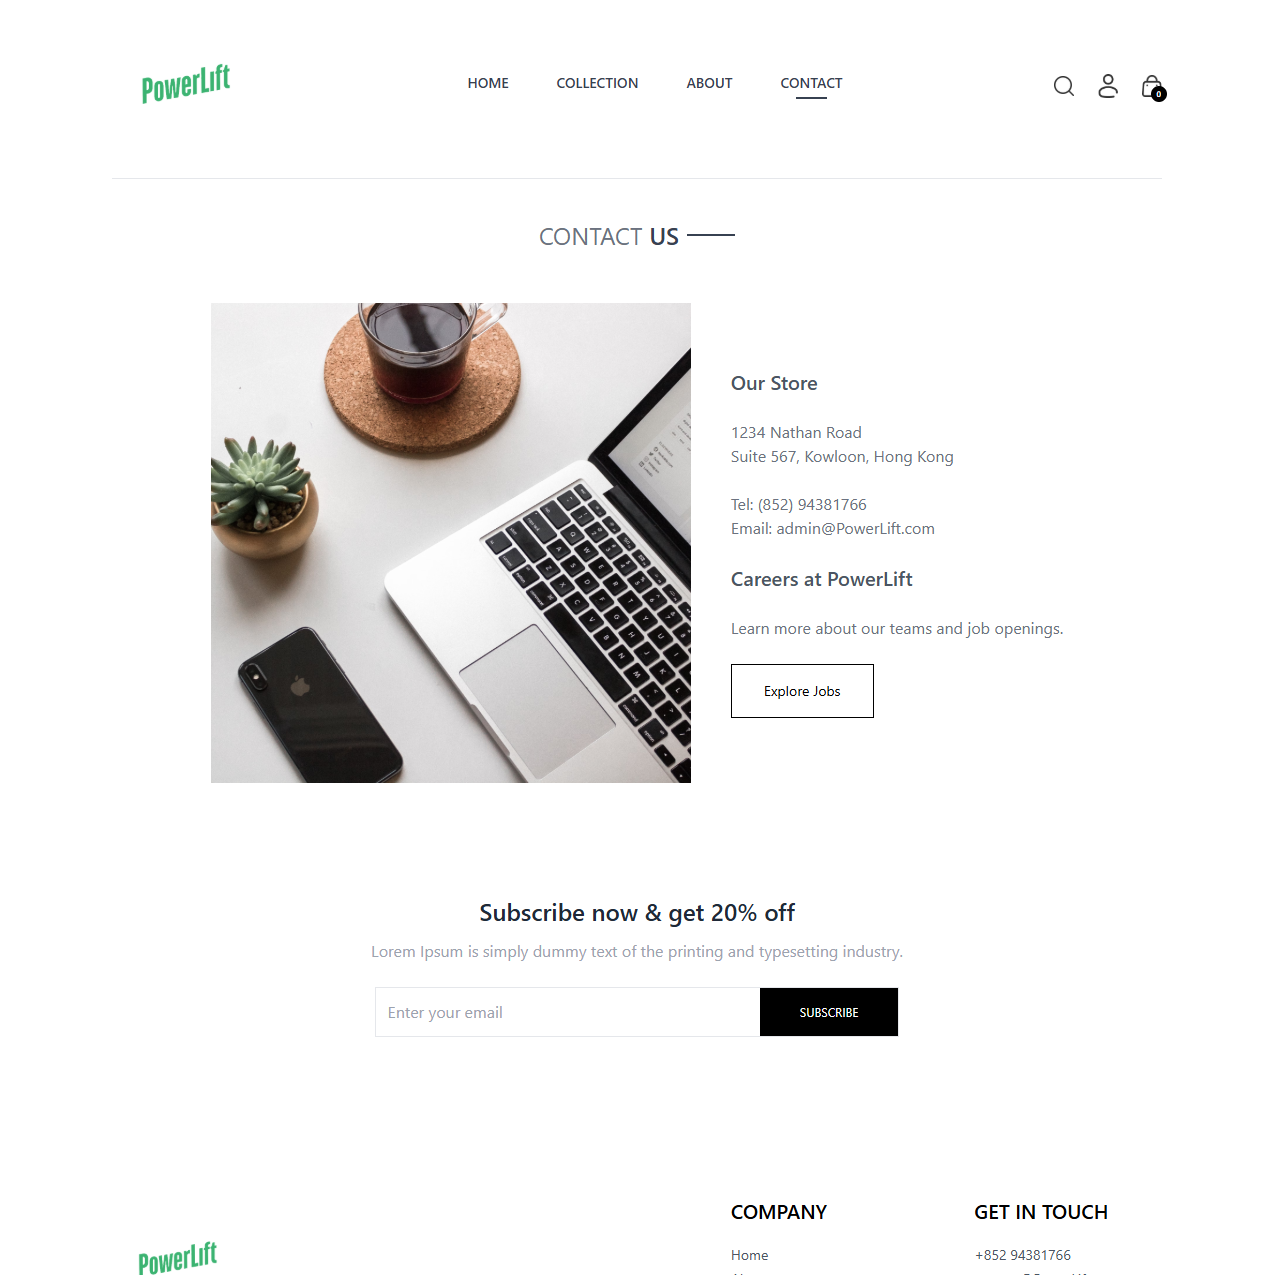 PowerLift
HOME COLLECTION ABOUT CONTACT
0
CONTACT US
Our Store
1234 Nathan Road
Suite 567, Kowloon, Hong Kong
Tel: (852) 94381766
Email: admin@PowerLift.com
Careers at PowerLift
Learn more about our teams and job openings.
Explore Jobs
Subscribe now & get 20% off
Lorem Ipsum is simply dummy text of the printing and typesetting industry.
Enter your email
SUBSCRIBE
PowerLift
COMPANY
Home
GET IN TOUCH
+852 94381766